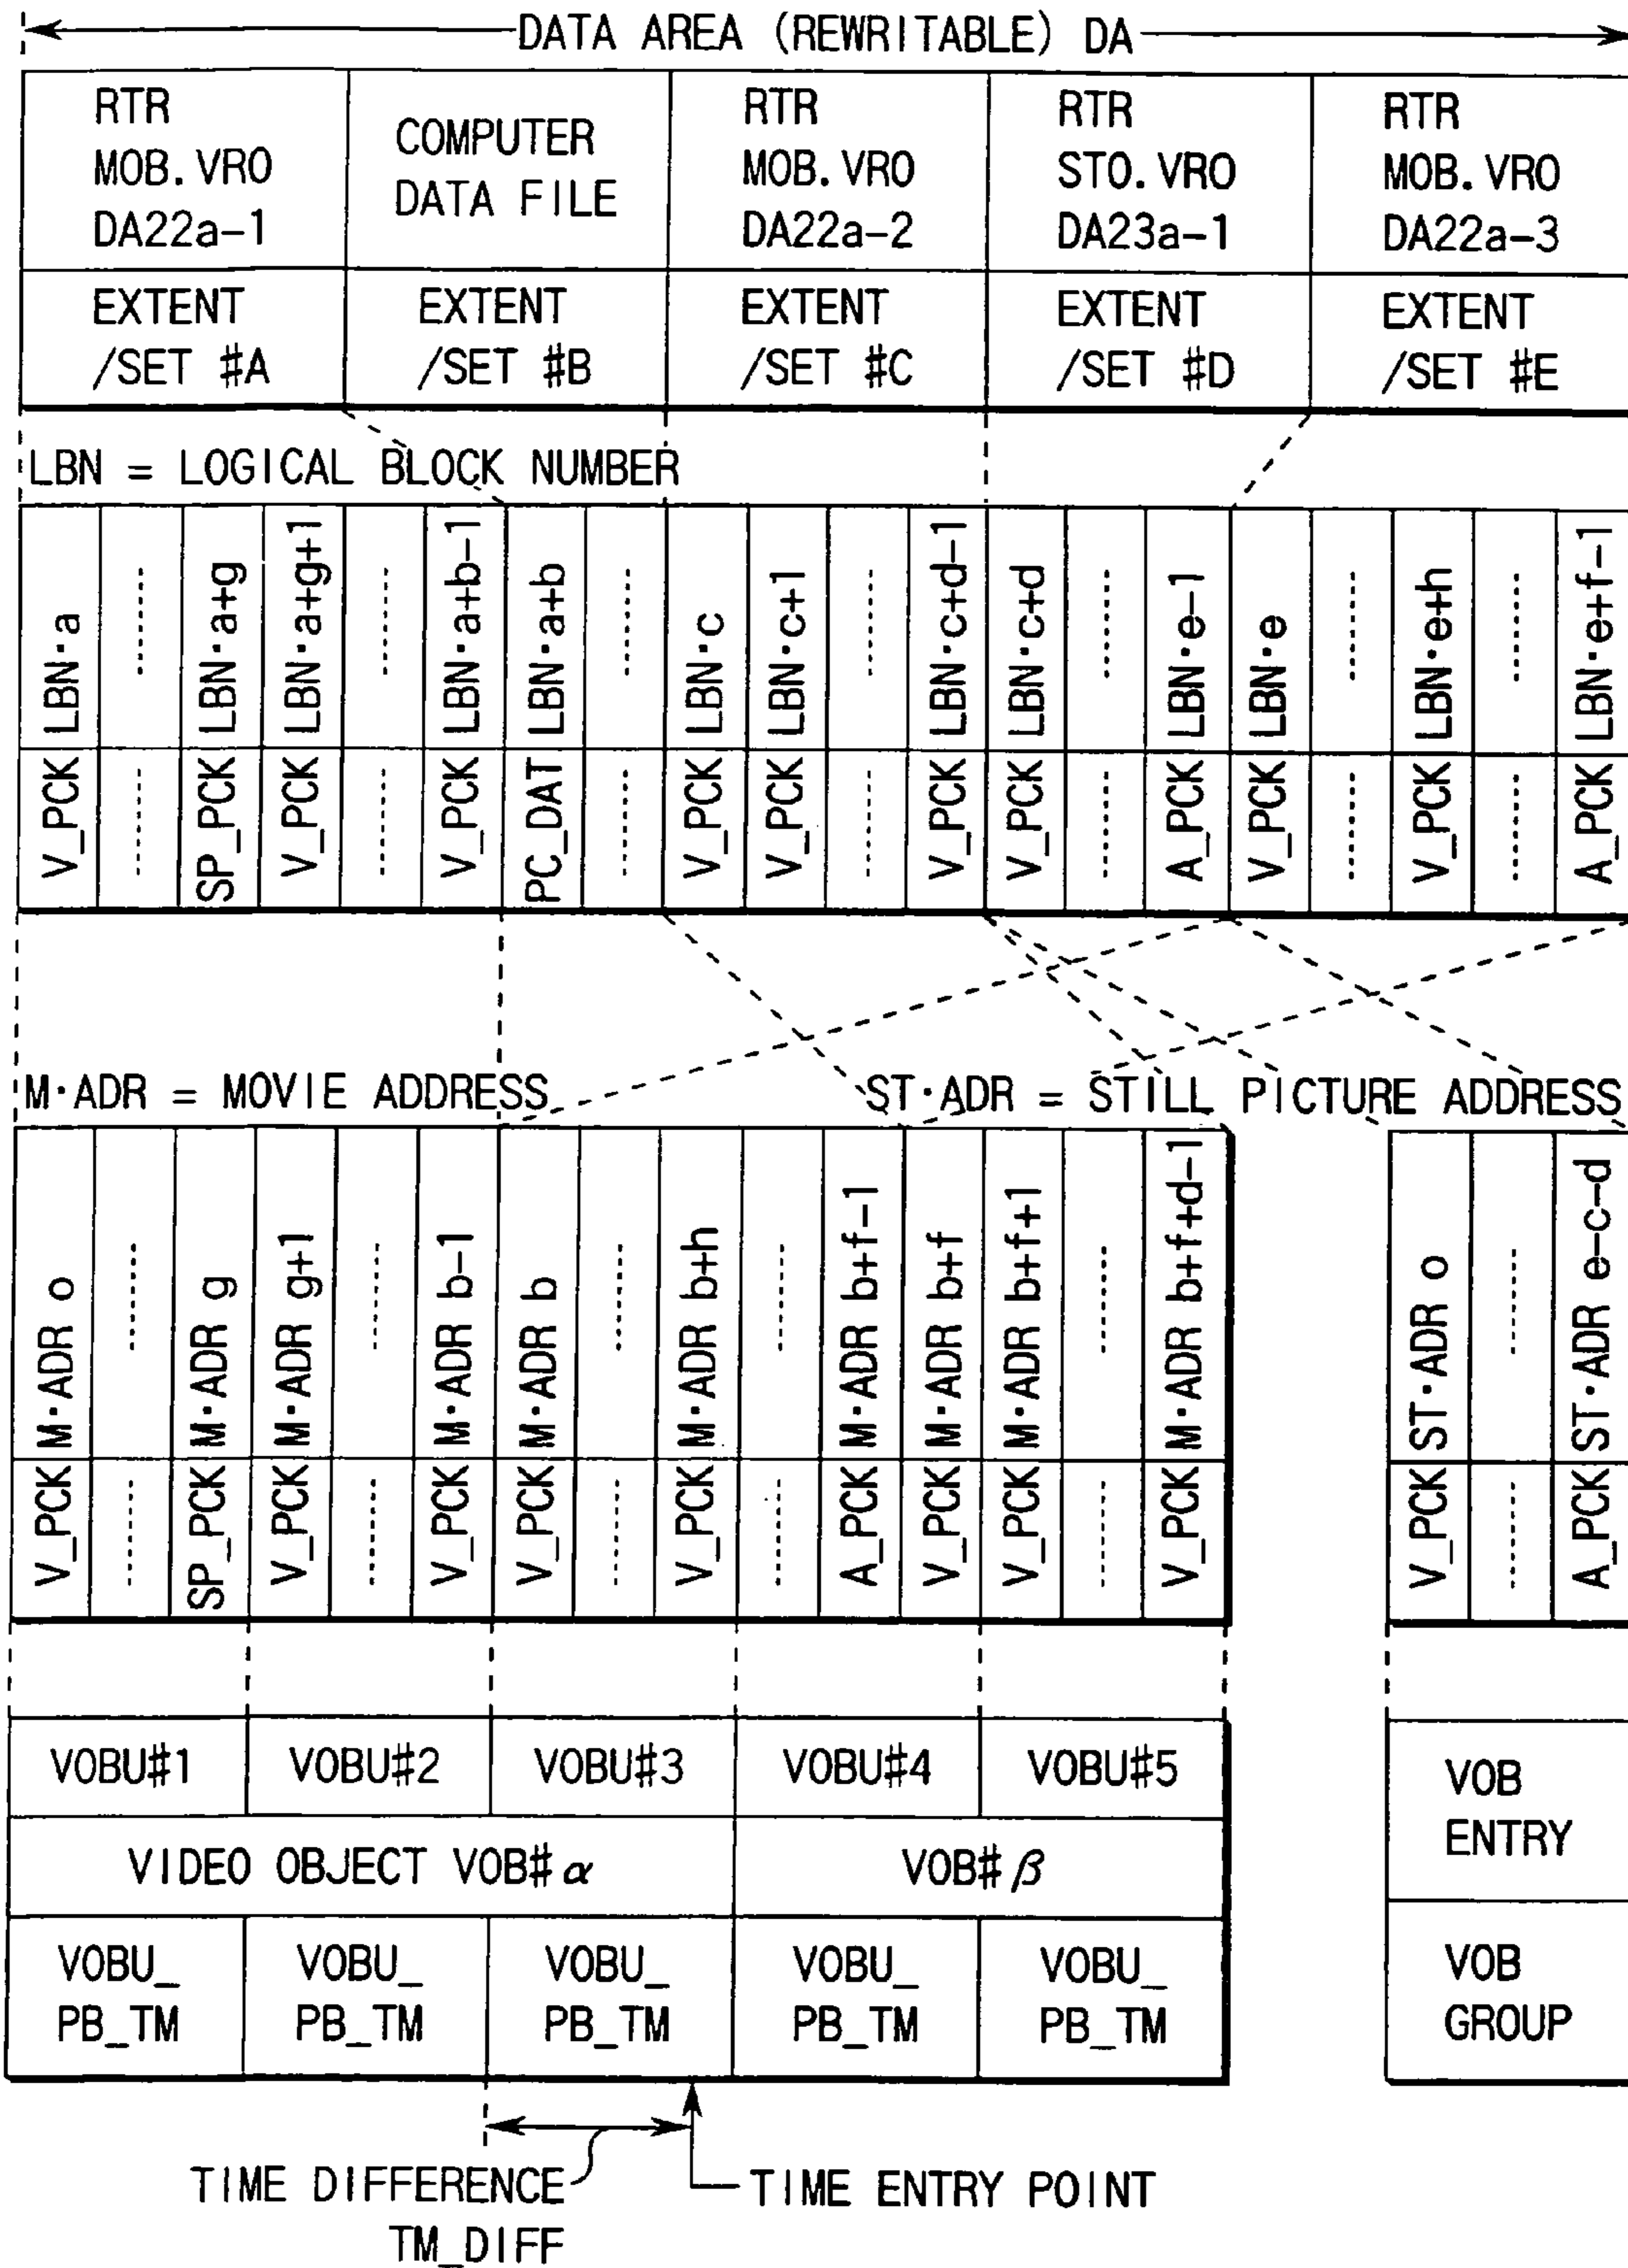 DATA AREA (REWRITABLE) DA
RTR
MOB.VRO
DA22a-1
COMPUTER
DATA FILE
RTR
MOB.VRO
DA22a-2
RTR
STO.VRO
DA23a-1
RTR
MOB.VRO
DA22a-3
EXTENT
/SET #A
EXTENT
/SET #B
EXTENT
/SET #C
EXTENT
/SET #D
EXTENT
/SET #E
LBN = LOGICAL BLOCK NUMBER
V_PCK LBN·a
SP_PCK LBN·a+g
V_PCK LBN·a+g+1
V_PCK LBN·a+b-1
PC_DAT LBN·a+b
V_PCK LBN·c
V_PCK LBN·c+1
V_PCK LBN·c+d-1
V_PCK LBN·c+d
A_PCK LBN·e-1
V_PCK LBN·e
V_PCK LBN·e+h
A_PCK LBN·e+f-1
M·ADR = MOVIE ADDRESS
ST·ADR = STILL PICTURE ADDRESS
V_PCK M·ADR o
SP_PCK M·ADR g
V_PCK M·ADR g+1
V_PCK M·ADR b-1
V_PCK M·ADR b
V_PCK M·ADR b+h
A_PCK M·ADR b+f-1
V_PCK M·ADR b+f
V_PCK M·ADR b+f+1
V_PCK M·ADR b+f+d-1
V_PCK ST·ADR o
A_PCK ST·ADR e-c-d
VOBU#1
VOBU#2
VOBU#3
VOBU#4
VOBU#5
VIDEO OBJECT VOB#α
VOB#β
VOB
ENTRY
VOBU_
PB_TM
VOBU_
PB_TM
VOBU_
PB_TM
VOBU_
PB_TM
VOBU_
PB_TM
VOB
GROUP
TIME DIFFERENCE
TM_DIFF
TIME ENTRY POINT